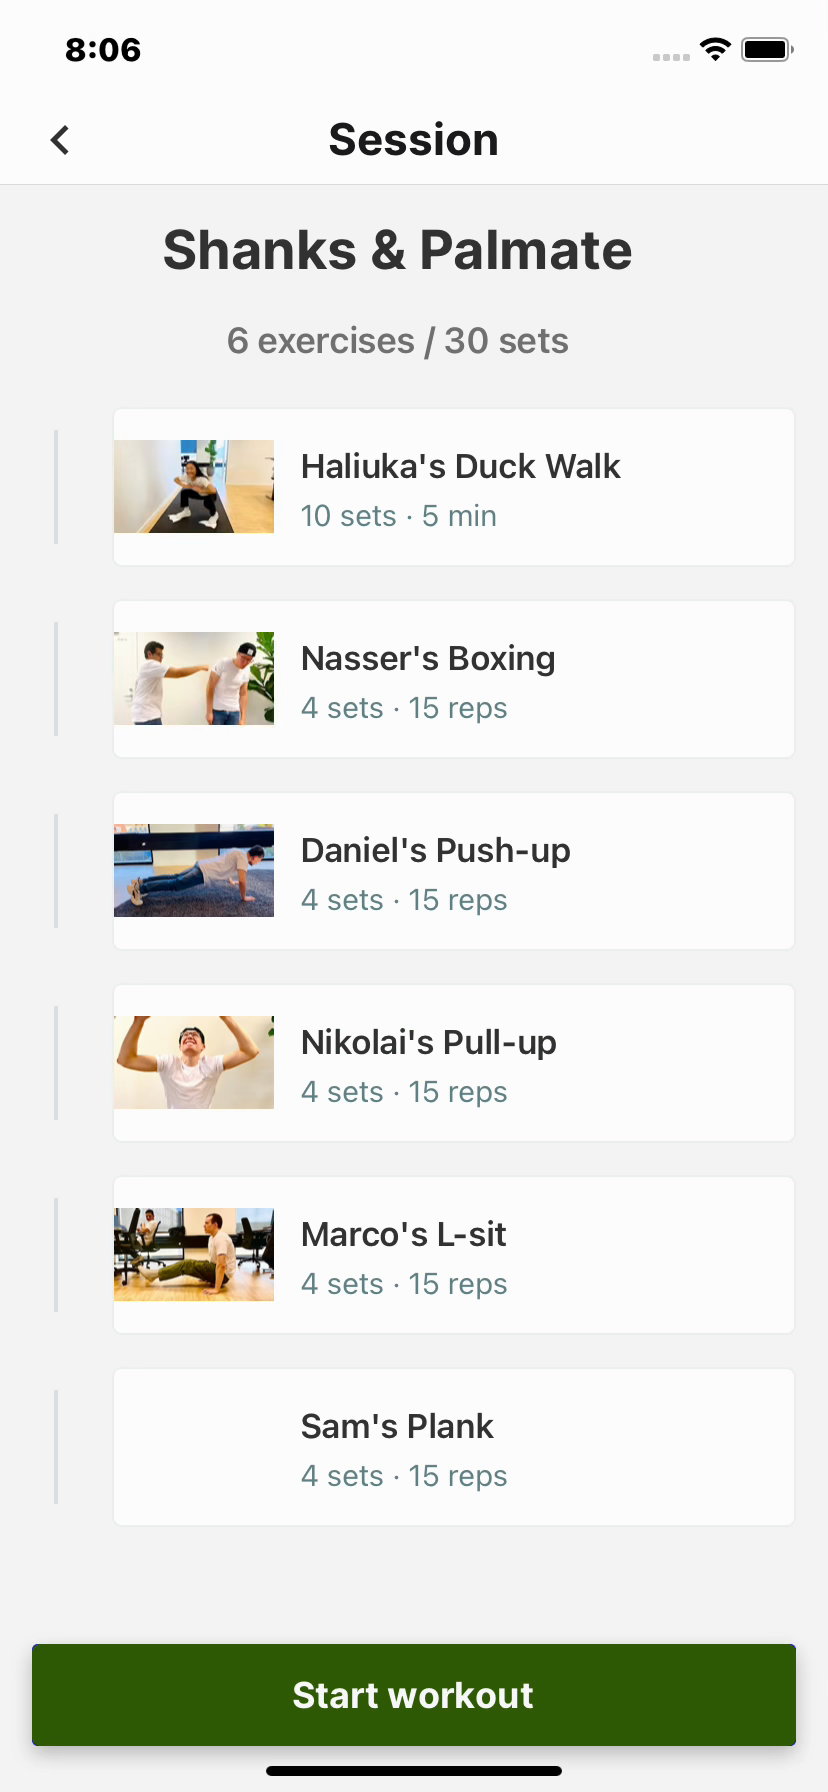 8:06
Session
Shanks & Palmate
6 exercises / 30 sets
Haliuka's Duck Walk
10 sets · 5 min
Nasser's Boxing
4 sets · 15 reps
Daniel's Push-up
4 sets · 15 reps
Nikolai's Pull-up
4 sets · 15 reps
Marco's L-sit
4 sets · 15 reps
Sam's Plank
4 sets · 15 reps
Start workout